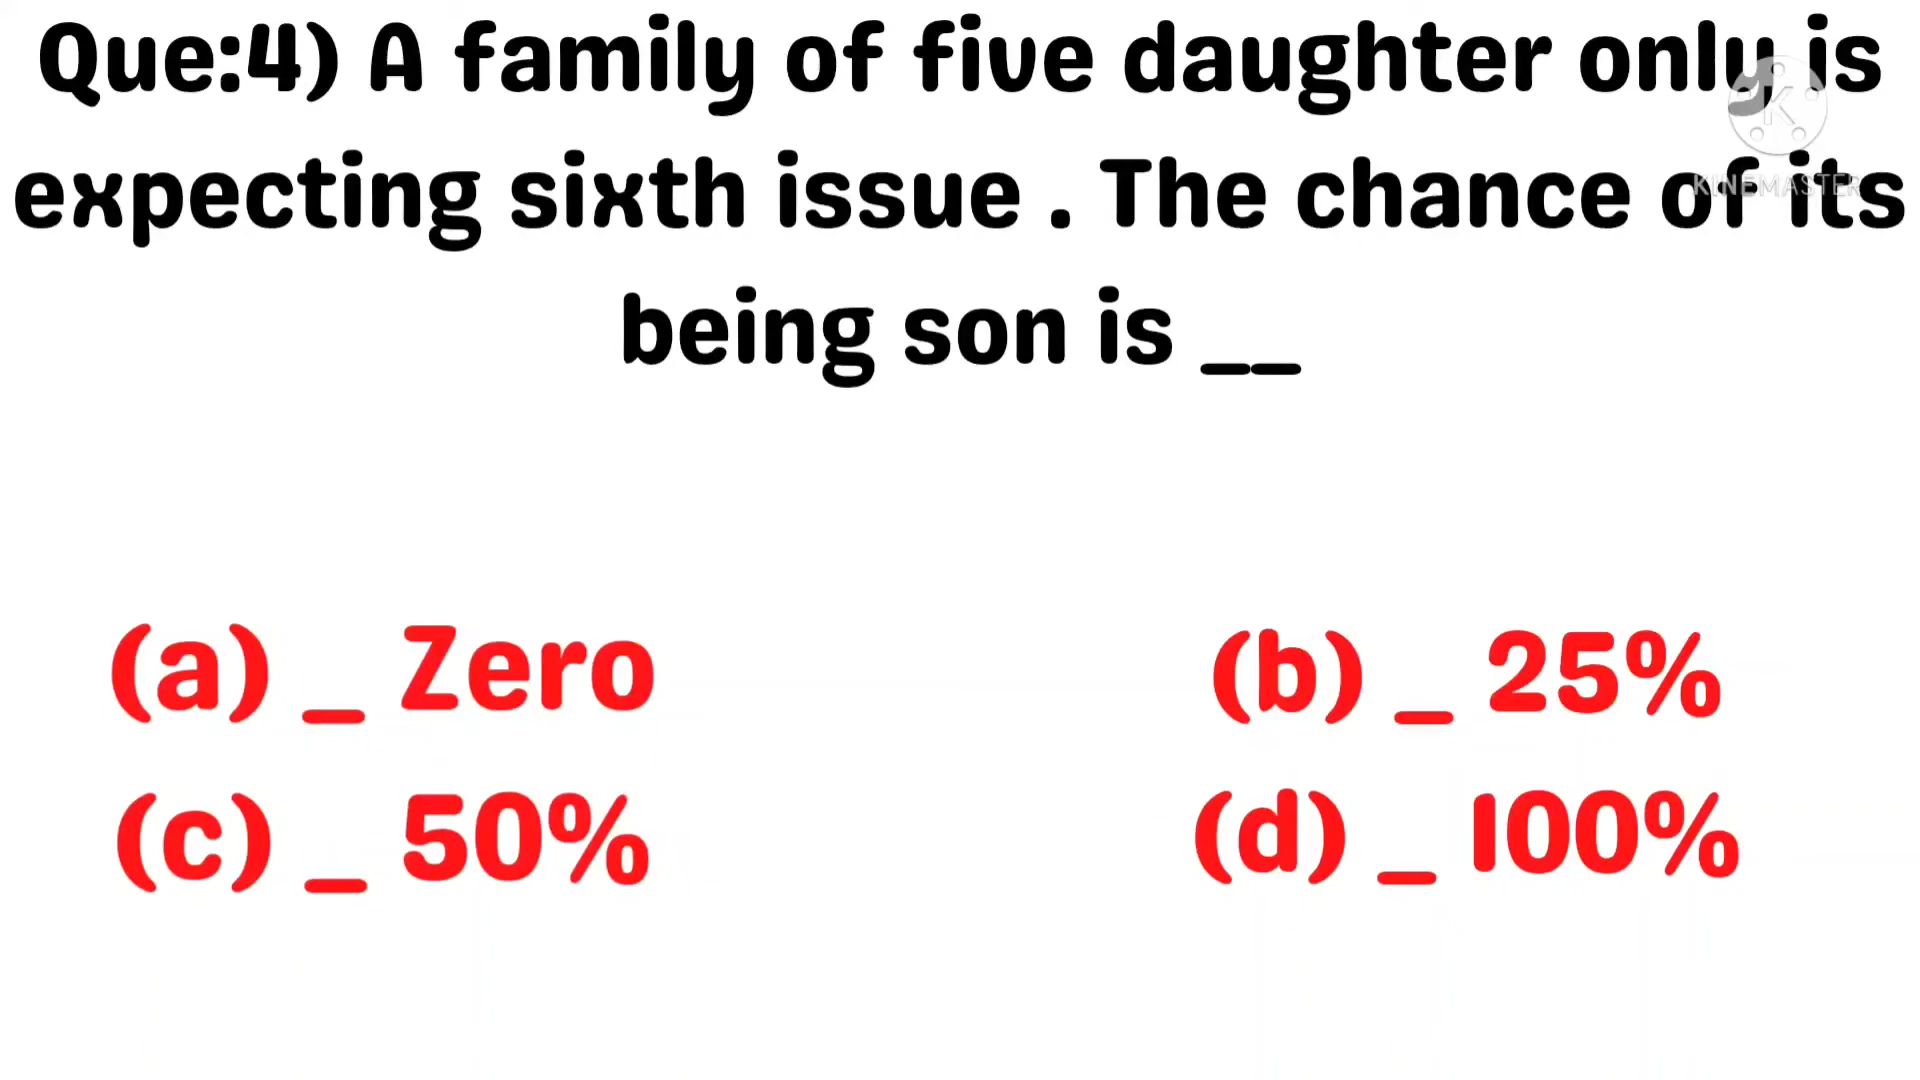 Que:4) A family of five daughter only is
expecting sixth issue . The chance of its
being son is __
(a) _ Zero
(b) _ 25%
(c) _ 50%
(d) _ 100%
KINEMASTER